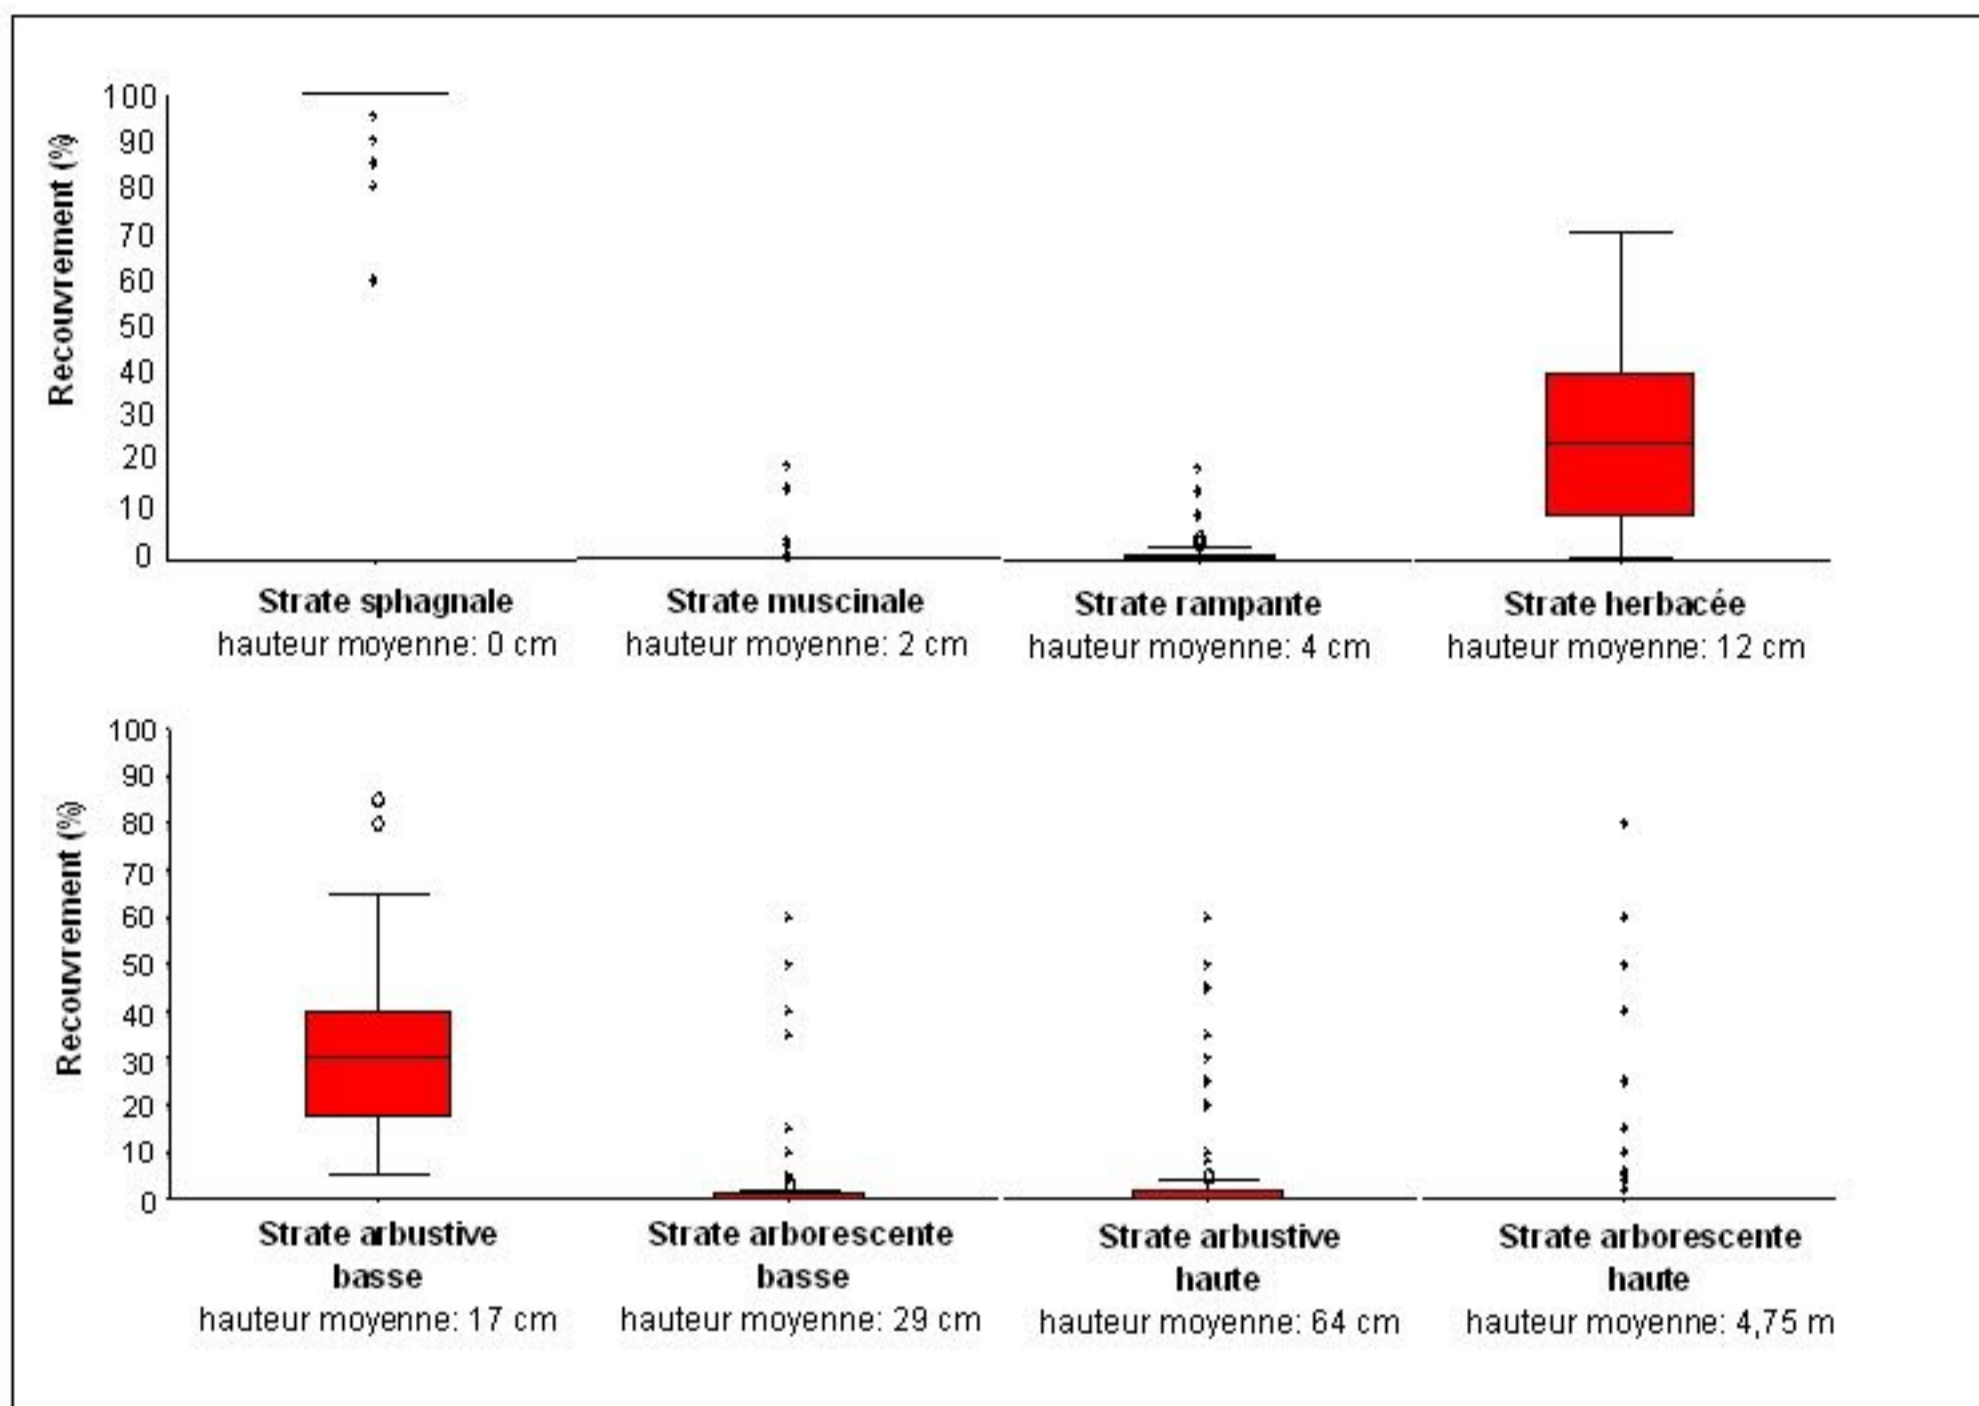 Recouvrement (%)
100
90
80
70
60
50
40
30
20
10
0
Strate sphagnale
hauteur moyenne: 0 cm
Strate muscinale
hauteur moyenne: 2 cm
Strate rampante
hauteur moyenne: 4 cm
Strate herbacée
hauteur moyenne: 12 cm
Recouvrement (%)
100
90
80
70
60
50
40
30
20
10
0
Strate arbustive
basse
hauteur moyenne: 17 cm
Strate arborescente
basse
hauteur moyenne: 29 cm
Strate arbustive
haute
hauteur moyenne: 64 cm
Strate arborescente
haute
hauteur moyenne: 4,75 m